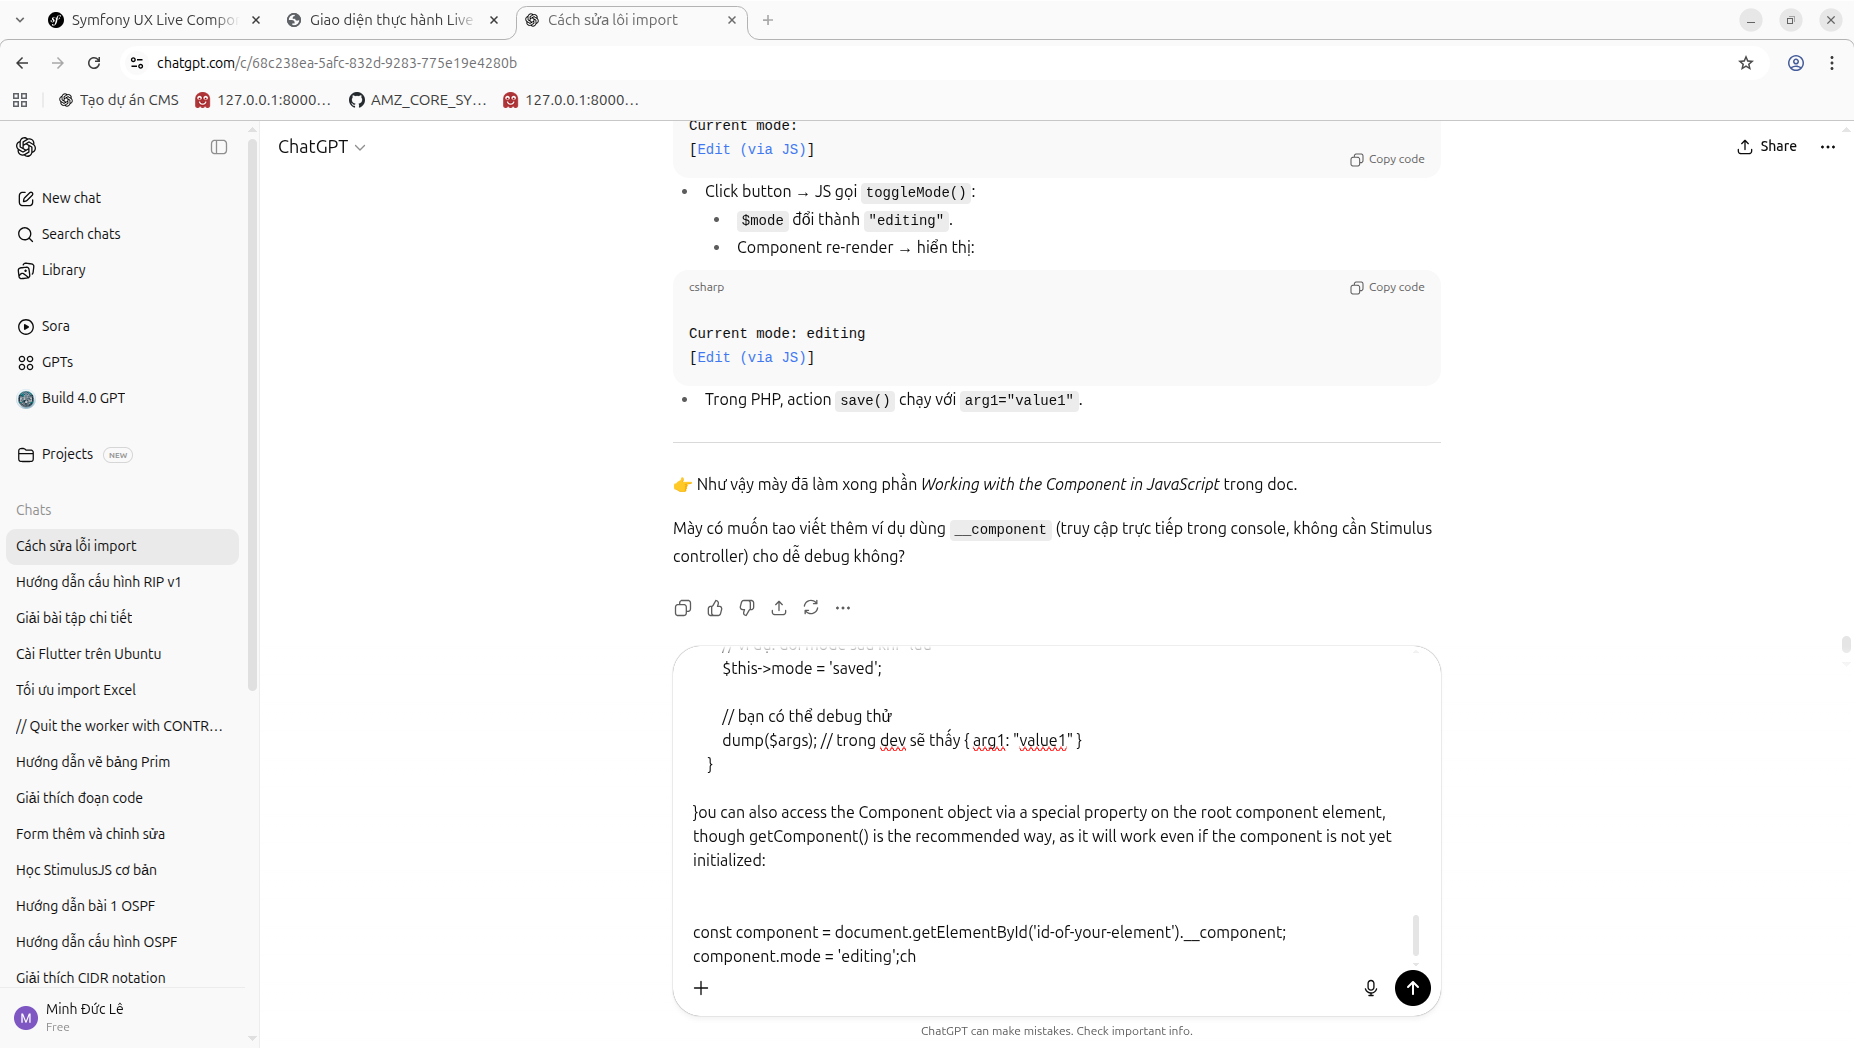 Symfony UX Live Compo
Giao diện thực hành Live
Cách sửa lỗi import
chatgpt.com/c/68c238ea-5afc-832d-9283-775e19e4280b
Tạo dự án CMS
127.0.0.1:8000...
AMZ_CORE_SY...
127.0.0.1:8000...
ChatGPT
Share
New chat
Search chats
Library
Sora
GPTs
Build 4.0 GPT
Projects NEW
Chats
Cách sửa lỗi import
Hướng dẫn cấu hình RIP v1
Giải bài tập chi tiết
Cài Flutter trên Ubuntu
Tối ưu import Excel
// Quit the worker with CONTR...
Hướng dẫn vẽ bảng Prim
Giải thích đoạn code
Form thêm và chỉnh sửa
Học StimulusJS cơ bản
Hướng dẫn bài 1 OSPF
Hướng dẫn cấu hình OSPF
Giải thích CIDR notation
M
Minh Đức Lê
Free
Current mode:
[Edit (via JS)]
Copy code
• Click button → JS gọi toggleMode() :
• $mode đổi thành "editing" .
• Component re-render → hiển thị:
csharp
Copy code
Current mode: editing
[Edit (via JS)]
• Trong PHP, action save() chạy với arg1="value1" .
👉 Như vậy mày đã làm xong phần Working with the Component in JavaScript trong doc.
Mày có muốn tao viết thêm ví dụ dùng __component (truy cập trực tiếp trong console, không cần Stimulus
controller) cho dễ debug không?
// ví dụ: đổi mode sau khi lưu
$this->mode = 'saved';
// bạn có thể debug thử
dump($args); // trong dev sẽ thấy { arg1: "value1" }
}
}ou can also access the Component object via a special property on the root component element,
though getComponent() is the recommended way, as it will work even if the component is not yet
initialized:
const component = document.getElementById('id-of-your-element').__component;
component.mode = 'editing';ch
ChatGPT can make mistakes. Check important info.